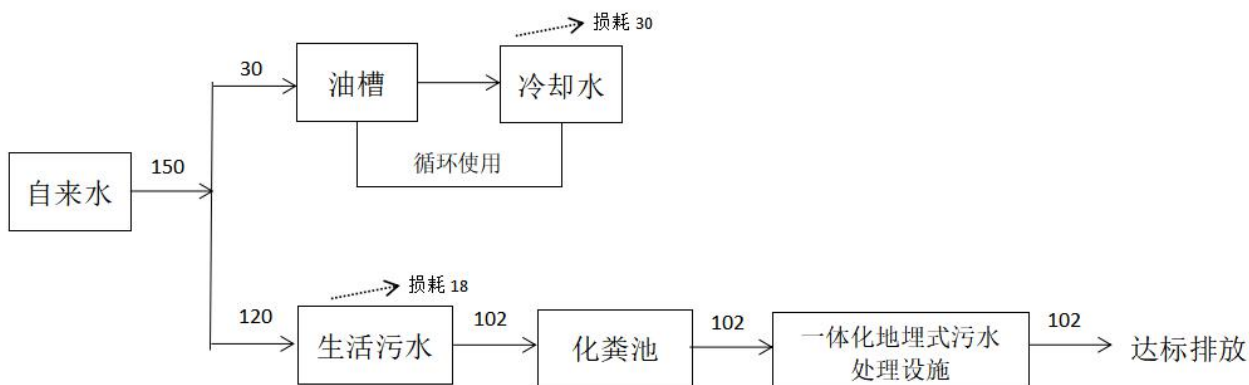 损耗 30
30
油槽
冷却水
循环使用
150
自来水
损耗 18
120
生活污水
102
化粪池
102
一体化地埋式污水
处理设施
102
达标排放